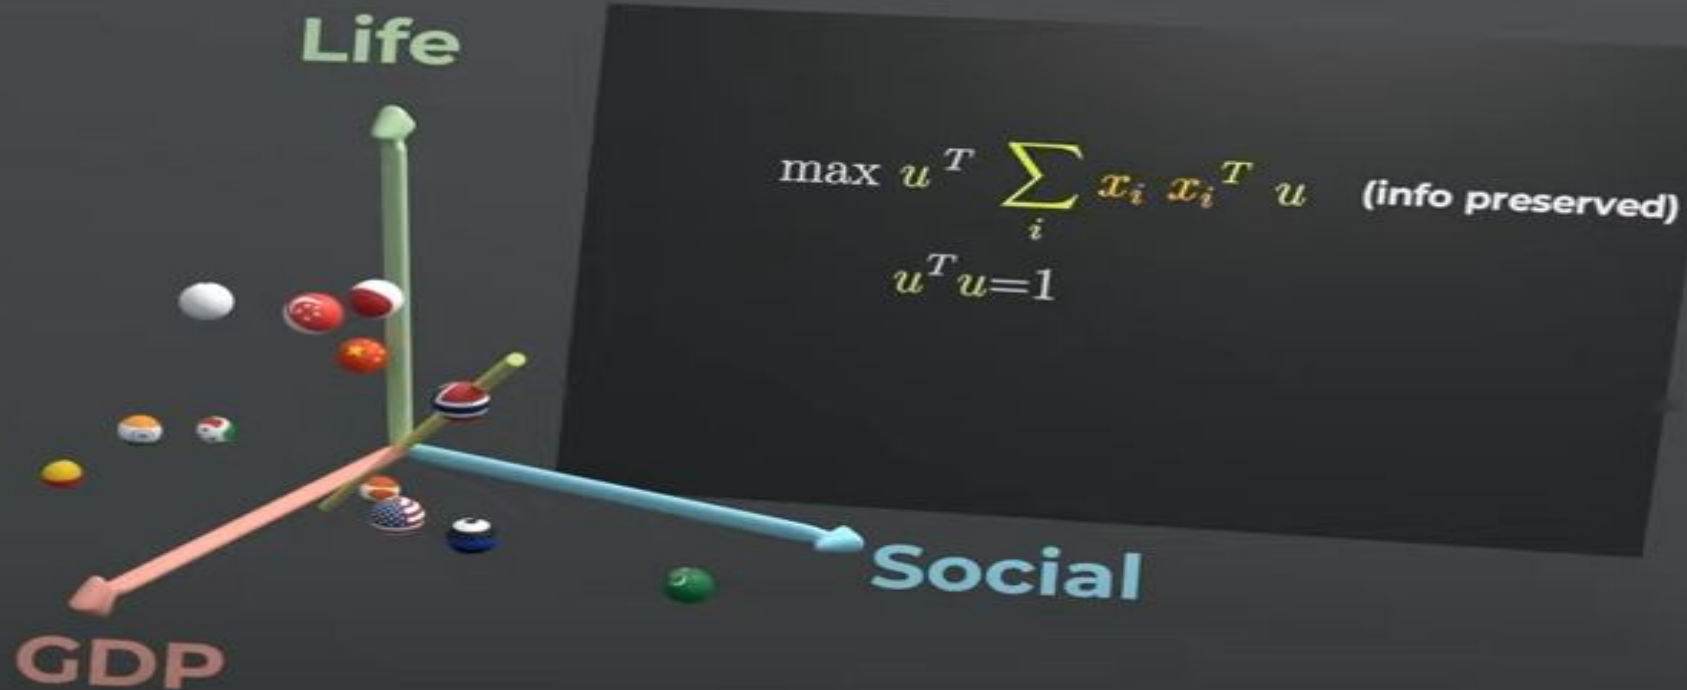 Life
max u^T ∑_i x_i x_i^T u (info preserved)
u^T u=1
Social
GDP